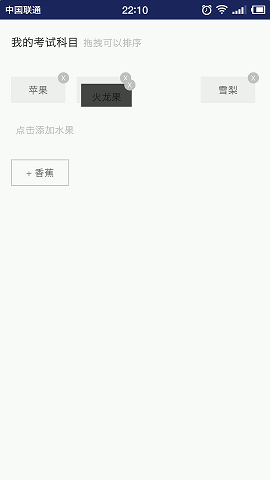 中国联通 22:10
我的考试科目 拖拽可以排序
苹果 x x 火龙果 x 雪梨 x
点击添加水果
+ 香蕉